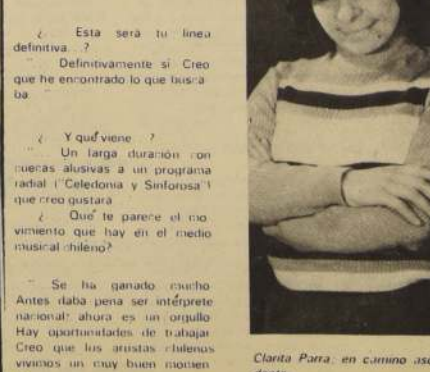 ¿... Esta será tu línea
definitiva...?
"... Definitivamente sí Creo
que he encontrado lo que busca
ba. "
¿ Y qué viene ...?
"... Un larga duración con
cuecas alusivas a un programa
radial ("Celedonia y Sinforosa")
que creo gustará
¿ Qué te parece el mo
vimiento que hay en el medio
musical chileno?
" Se ha ganado mucho
Antes daba pena ser intérprete
nacional: ahora es un orgullo
Hay oportunidades de trabajar
Creo que los artistas chilenos
vivimos un muy buen momen
Clarita Parra: en camino asc